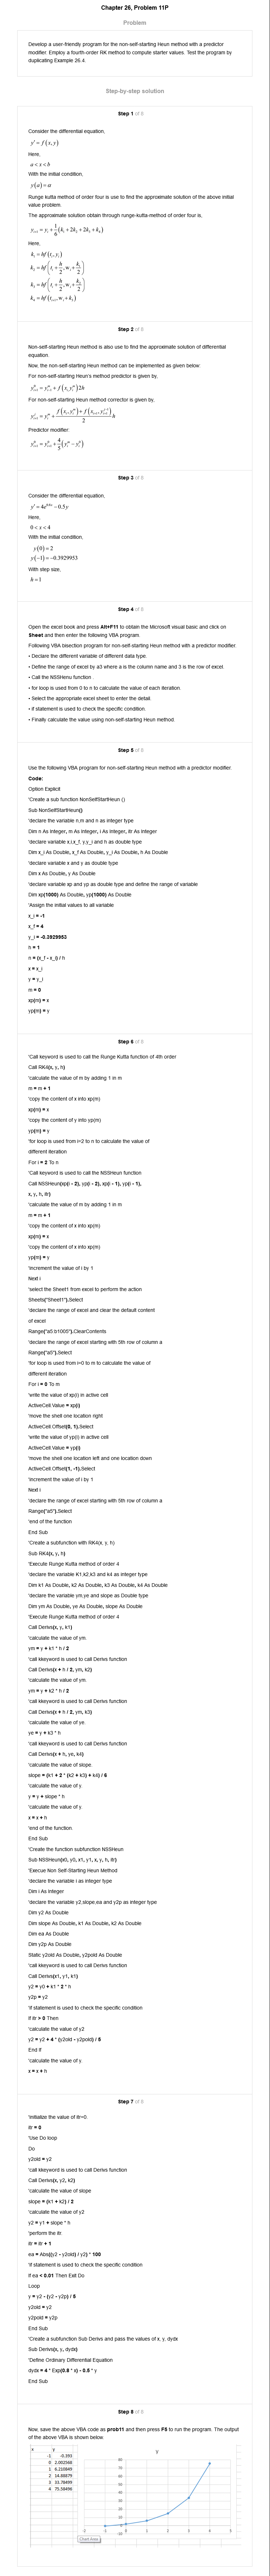 Chapter 26, Problem 11P
Problem
Develop a user-friendly program for the non-self-starting Heun method with a predictor
modifier. Employ a fourth-order RK method to compute starter values. Test the program by
duplicating Example 26.4.
Step-by-step solution
Step 1 of 8
Consider the differential equation,
y' = f(x, y)
Here,
a < x < b
With the initial condition,
y(a) = α
Runge kutta method of order four is use to find the approximate solution of the above initial
value problem
The approximate solution obtain through runge-kutta-method of order four is,
y_{i+1} = y_i + 1/6 (k_1 + 2k_2 + 2k_3 + k_4)
Here,
k_1 = hf(t_i, y_i)
k_2 = hf(t_i + h/2, w_i + k_1/2)
k_3 = hf(t_i + h/2, w_i + k_2/2)
k_4 = hf(t_{i+1}, w_i + k_3)
Step 2 of 8
Non-self-starting Heun method is also use to find the approximate solution of the differential
equation.
Now, the non-self-starting Heun method can be implemented as given below.
For non-self-starting Heun's method predictor is given by,
For non-self-starting Heun method corrector is given by,
Predictor modifier:
Step 3 of 8
Consider the differential equation,
y' = 4e^{0.8x} − 0.5y
Here,
0 < x < 4
With the initial condition,
y(0) = 2
y(−1) = −0.3929953
With step size,
h = 1
Step 4 of 8
Open the excel book and press Alt+F11 to obtain the Microsoft visual basic and click on
Sheet and then enter the following VBA program.
Following VBA bisection program for non-self-starting Heun method with a predictor modifier.
• Declare the different variable of different data type.
• Define the range of excel by a3 where a is the column name and 3 is the row of excel.
• Call the NSSHenu function .
• for loop is used from 0 to n to calculate the value of each iteration.
• Select the appropriate excel sheet to enter the detail.
• if statement is used to check the specific condition.
• Finally calculate the value using non-self-starting Heun method.
Step 5 of 8
Use the following VBA program for non-self-starting Heun method with a predictor modifier.
Code:
Option Explicit
'Create a sub function NonSelfStartHeun ()
Sub NonSelfStartHeun()
'declare the variable n,m and n as integer type
Dim n As Integer, m As Integer, i As Integer, itr As Integer
'declare variable x,i,x_f, y,y_i and h as double type
Dim x_i As Double, x_f As Double, y_i As Double, h As Double
'declare variable x and y as double type
Dim x As Double, y As Double
'declare variable xp and yp as double type and define the range of variable
Dim xp(1000) As Double, yp(1000) As Double
'Assign the initial values to all variable
x_i = -1
x_f = 4
y_i = -0.3929953
h = 1
n = (x_f - x_i) / h
x = x_i
y = y_i
m = 0
xp(m) = x
yp(m) = y
Step 6 of 8
'Call keyword is used to call the Runge Kutta function of 4th order
Call RK4(x, y, h)
'calculate the value of m by adding 1 in m
m = m + 1
'copy the content of x into xp(m)
xp(m) = x
'copy the content of y into yp(m)
yp(m) = y
'for loop is used from i=2 to n to calculate the value of
different iteration
For i = 2 To n
'Call keyword is used to call the NSSHeun function
Call NSSHeun(xp(i - 2), yp(i - 2), xp(i - 1), yp(i - 1),
x, y, h, itr)
'calculate the value of m by adding 1 in m
m = m + 1
'copy the content of x into xp(m)
xp(m) = x
'copy the content of x into xp(m)
yp(m) = y
'increment the value of i by 1
Next i
'select the Sheet1 from excel to perform the action
Sheets("Sheet1").Select
'declare the range of excel and clear the default content
of excel
Range("a5:b1005").ClearContents
'declare the range of excel starting with 5th row of column a
Range("a5").Select
'for loop is used from i=0 to m to calculate the value of
different iteration
For i = 0 To m
'write the value of xp(i) in active cell
ActiveCell.Value = xp(i)
'move the shell one location right
ActiveCell.Offset(0, 1).Select
'write the value of yp(i) in active cell
ActiveCell.Value = yp(i)
'move the shell one location left and one location down
ActiveCell.Offset(1, -1).Select
'increment the value of i by 1
Next i
'declare the range of excel starting with 5th row of column a
Range("a5").Select
'end of the function
End Sub
'Create a subfunction with RK4(x, y, h)
Sub RK4(x, y, h)
'Execute Runge Kutta method of order 4
'declare the variable K1,k2,k3 and k4 as integer type
Dim k1 As Double, k2 As Double, k3 As Double, k4 As Double
'declare the variable ym,ye and slope as Double type
Dim ym As Double, ye As Double, slope As Double
'Execute Runge Kutta method of order 4
Call Derivs(x, y, k1)
'calculate the value of ym.
ym = y + k1 * h / 2
'call kkeyword is used to call Derivs function
Call Derivs(x + h / 2, ym, k2)
'calculate the value of ym.
ym = y + k2 * h / 2
'call kkeyword is used to call Derivs function
Call Derivs(x + h / 2, ym, k3)
'calculate the value of ye.
ye = y + k3 * h
'call kkeyword is used to call Derivs function
Call Derivs(x + h, ye, k4)
'calculate the value of slope.
slope = (k1 + 2 * (k2 + k3) + k4) / 6
'calculate the value of y.
y = y + slope * h
'calculate the value of y.
x = x + h
'end of the function.
End Sub
'Create the function subfunction NSSHeun
Sub NSSHeun(x0, y0, x1, y1, x, y, h, itr)
'Execue Non Self-Starting Heun Method
'declare the variable i as integer type
Dim i As Integer
'declare the variable y2,slope,ea and y2p as integer type
Dim y2 As Double
Dim slope As Double, k1 As Double, k2 As Double
Dim ea As Double
Dim y2p As Double
Static y2old As Double, y2pold As Double
'call kkeyword is used to call Derivs function
Call Derivs(x1, y1, k1)
y2 = y0 + k1 * 2 * h
y2p = y2
'if statement is used to check the specific condition
If itr > 0 Then
'calculate the value of y2
y2 = y2 + 4 * (y2old - y2pold) / 5
End If
'calculate the value of y.
x = x + h
Step 7 of 8
'initialize the value of itr=0.
itr = 0
'Use Do loop
Do
y2old = y2
'call kkeyword is used to call Derivs function
Call Derivs(x, y2, k2)
'calculate the value of slope
slope = (k1 + k2) / 2
'calculate the value of y2
y2 = y1 + slope * h
'perform the itr
itr = itr + 1
ea = Abs((y2 - y2old) / y2) * 100
'if statement is used to check the specific condition
If ea < 0.01 Then Exit Do
Loop
y = y2 - (y2 - y2p) / 5
y2old = y2
y2pold = y2p
End Sub
'Create a subfunction Sub Derivs and pass the values of x, y, dydx
Sub Derivs(x, y, dydx)
'Define Ordinary Differential Equation
dydx = 4 * Exp(0.8 * x) - 0.5 * y
End Sub
Step 8 of 8
Now, save the above VBA code as prob11 and then press F5 to run the program. The output
of the above VBA is shown below.
x y
-1 -0.393
0 2.002568
1 6.210849
2 14.88879
3 33.78499
4 75.58496
y
80
70
60
50
40
30
20
10
0
-10
-2 -1 0 1 2 3 4 5
Chart Area